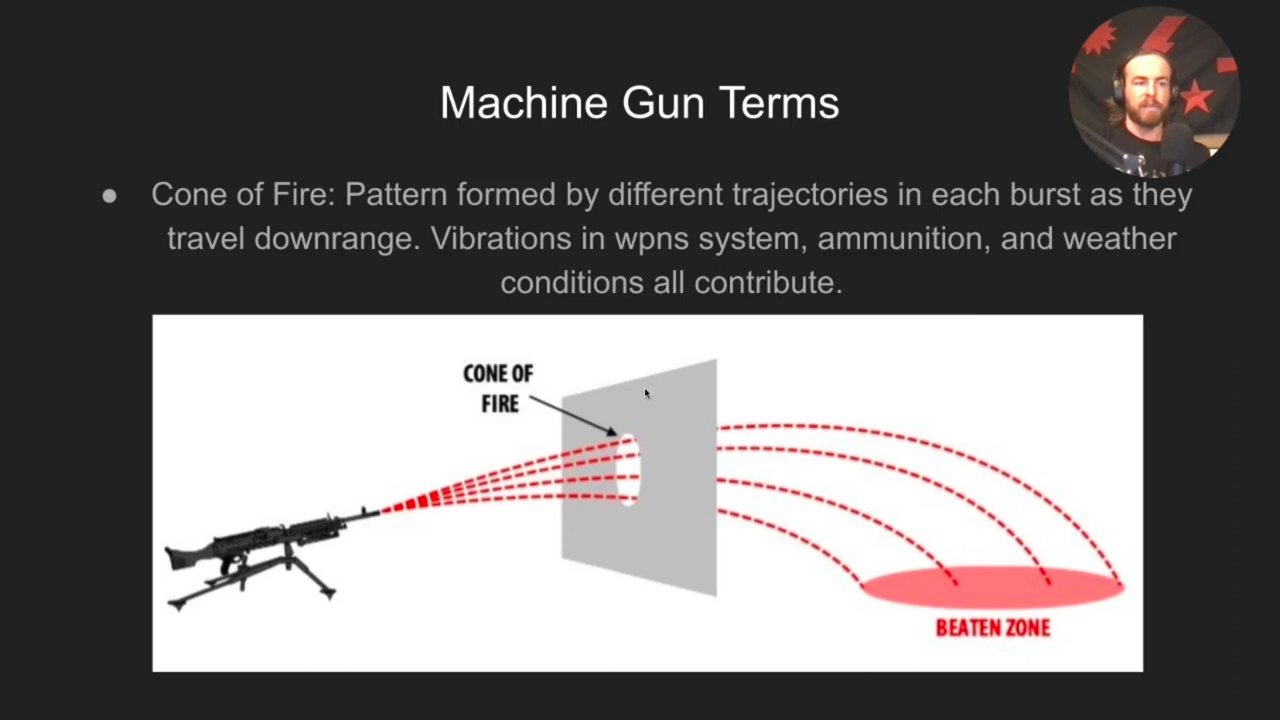 Machine Gun Terms
● Cone of Fire: Pattern formed by different trajectories in each burst as they
travel downrange. Vibrations in wpns system, ammunition, and weather
conditions all contribute.
CONE OF
FIRE
BEATEN ZONE